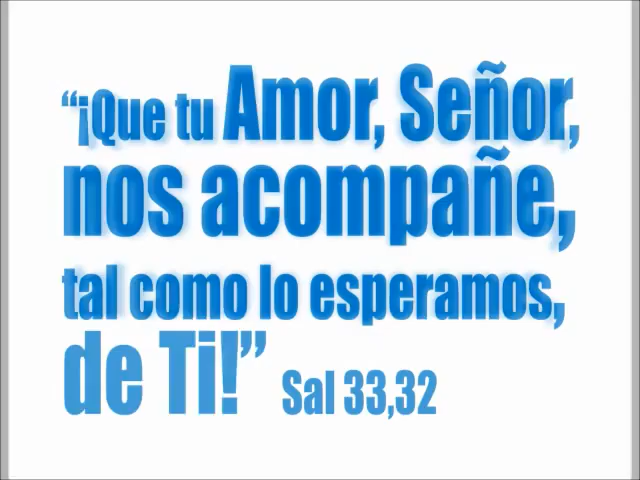 “¡Que tu Amor, Señor,
nos acompañe,
tal como lo esperamos,
de Ti!” Sal 33,32